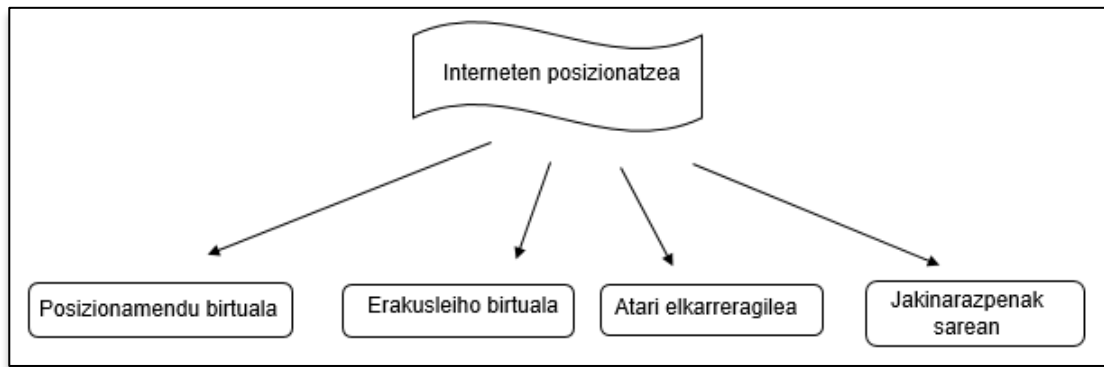 Interneten posizionatzea
Posizionamendu birtuala
Erakusleiho birtuala
Atari elkarreragilea
Jakinarazpenak
sarean